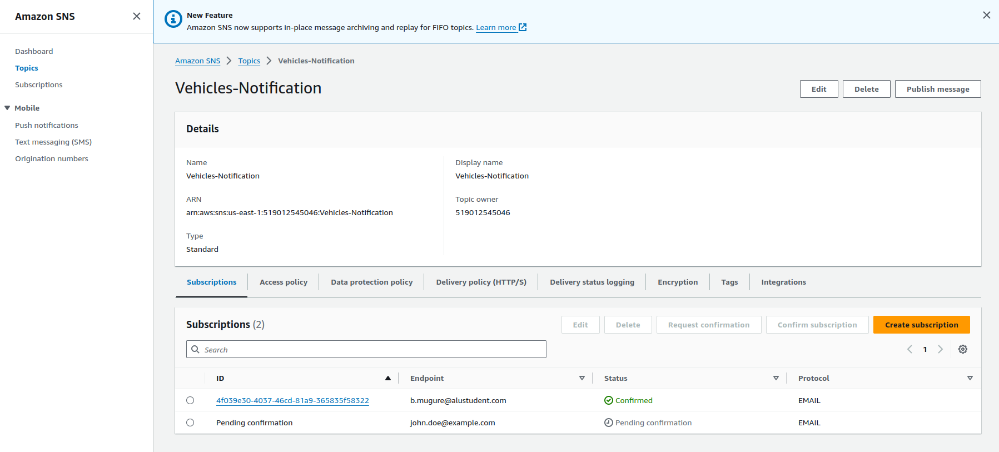 Amazon SNS
Dashboard
Topics
Subscriptions
Mobile
Push notifications
Text messaging (SMS)
Origination numbers
New Feature
Amazon SNS now supports in-place message archiving and replay for FIFO topics. Learn more
Amazon SNS > Topics > Vehicles-Notification
Vehicles-Notification
Edit Delete Publish message
Details
Name
Vehicles-Notification
ARN
arn:aws:sns:us-east-1:519012545046:Vehicles-Notification
Type
Standard
Display name
Vehicles-Notification
Topic owner
519012545046
Subscriptions Access policy Data protection policy Delivery policy (HTTP/S) Delivery status logging Encryption Tags Integrations
Subscriptions (2)
Edit Delete Request confirmation Confirm subscription Create subscription
Search
1
ID Endpoint Status Protocol
4f039e30-4037-46cd-81a9-365835f58322 b.mugure@alustudent.com Confirmed EMAIL
Pending confirmation john.doe@example.com Pending confirmation EMAIL